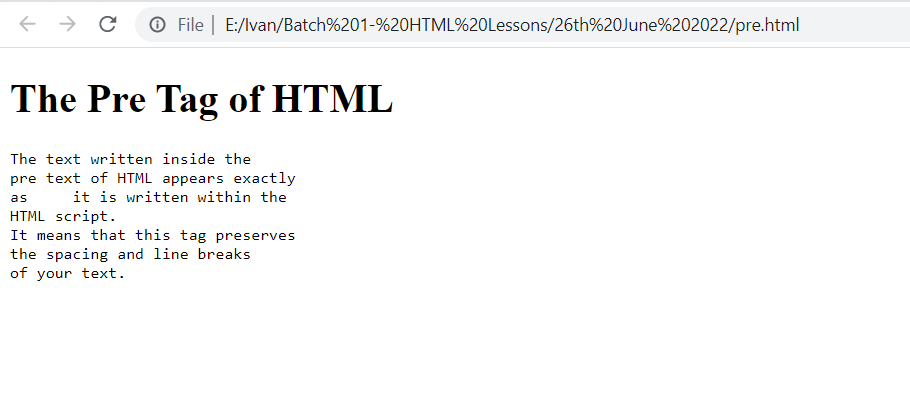 File | E:/Ivan/Batch%201-%20HTML%20Lessons/26th%20June%202022/pre.html
The Pre Tag of HTML
The text written inside the
pre text of HTML appears exactly
as     it is written within the
HTML script.
It means that this tag preserves
the spacing and line breaks
of your text.